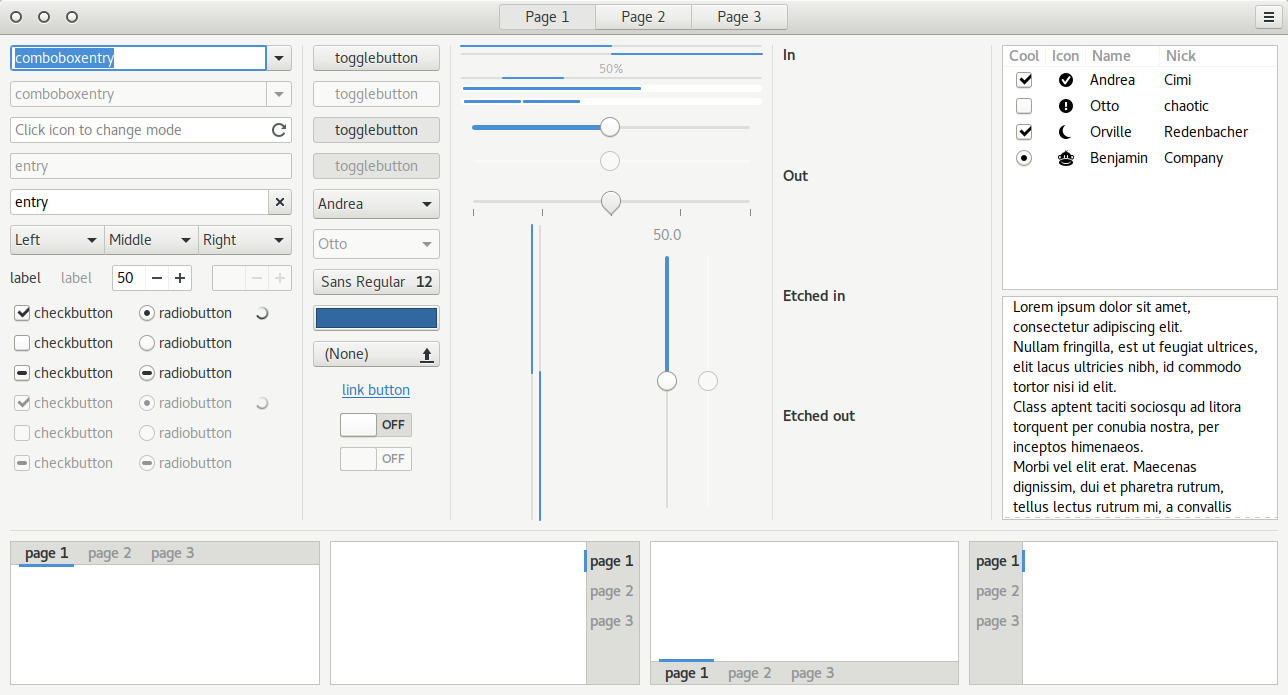 Page 1 Page 2 Page 3
comboboxentry
comboboxentry
Click icon to change mode
entry
entry
Left Middle Right
label label 50
checkbutton radiobutton
checkbutton radiobutton
checkbutton radiobutton
checkbutton radiobutton
checkbutton radiobutton
checkbutton radiobutton
togglebutton
togglebutton
togglebutton
togglebutton
Andrea
Otto
Sans Regular 12
(None)
link button
OFF
OFF
50%
50.0
In
Out
Etched in
Etched out
Cool Icon Name Nick
Andrea Cimi
Otto chaotic
Orville Redenbacher
Benjamin Company
Lorem ipsum dolor sit amet,
consectetur adipiscing elit.
Nullam fringilla, est ut feugiat ultrices,
elit lacus ultricies nibh, id commodo
tortor nisi id elit.
Class aptent taciti sociosqu ad litora
torquent per conubia nostra, per
inceptos himenaeos.
Morbi vel elit erat. Maecenas
dignissim, dui et pharetra rutrum,
tellus lectus rutrum mi, a convallis
page 1 page 2 page 3
page 1
page 2
page 3
page 1 page 2 page 3
page 1
page 2
page 3